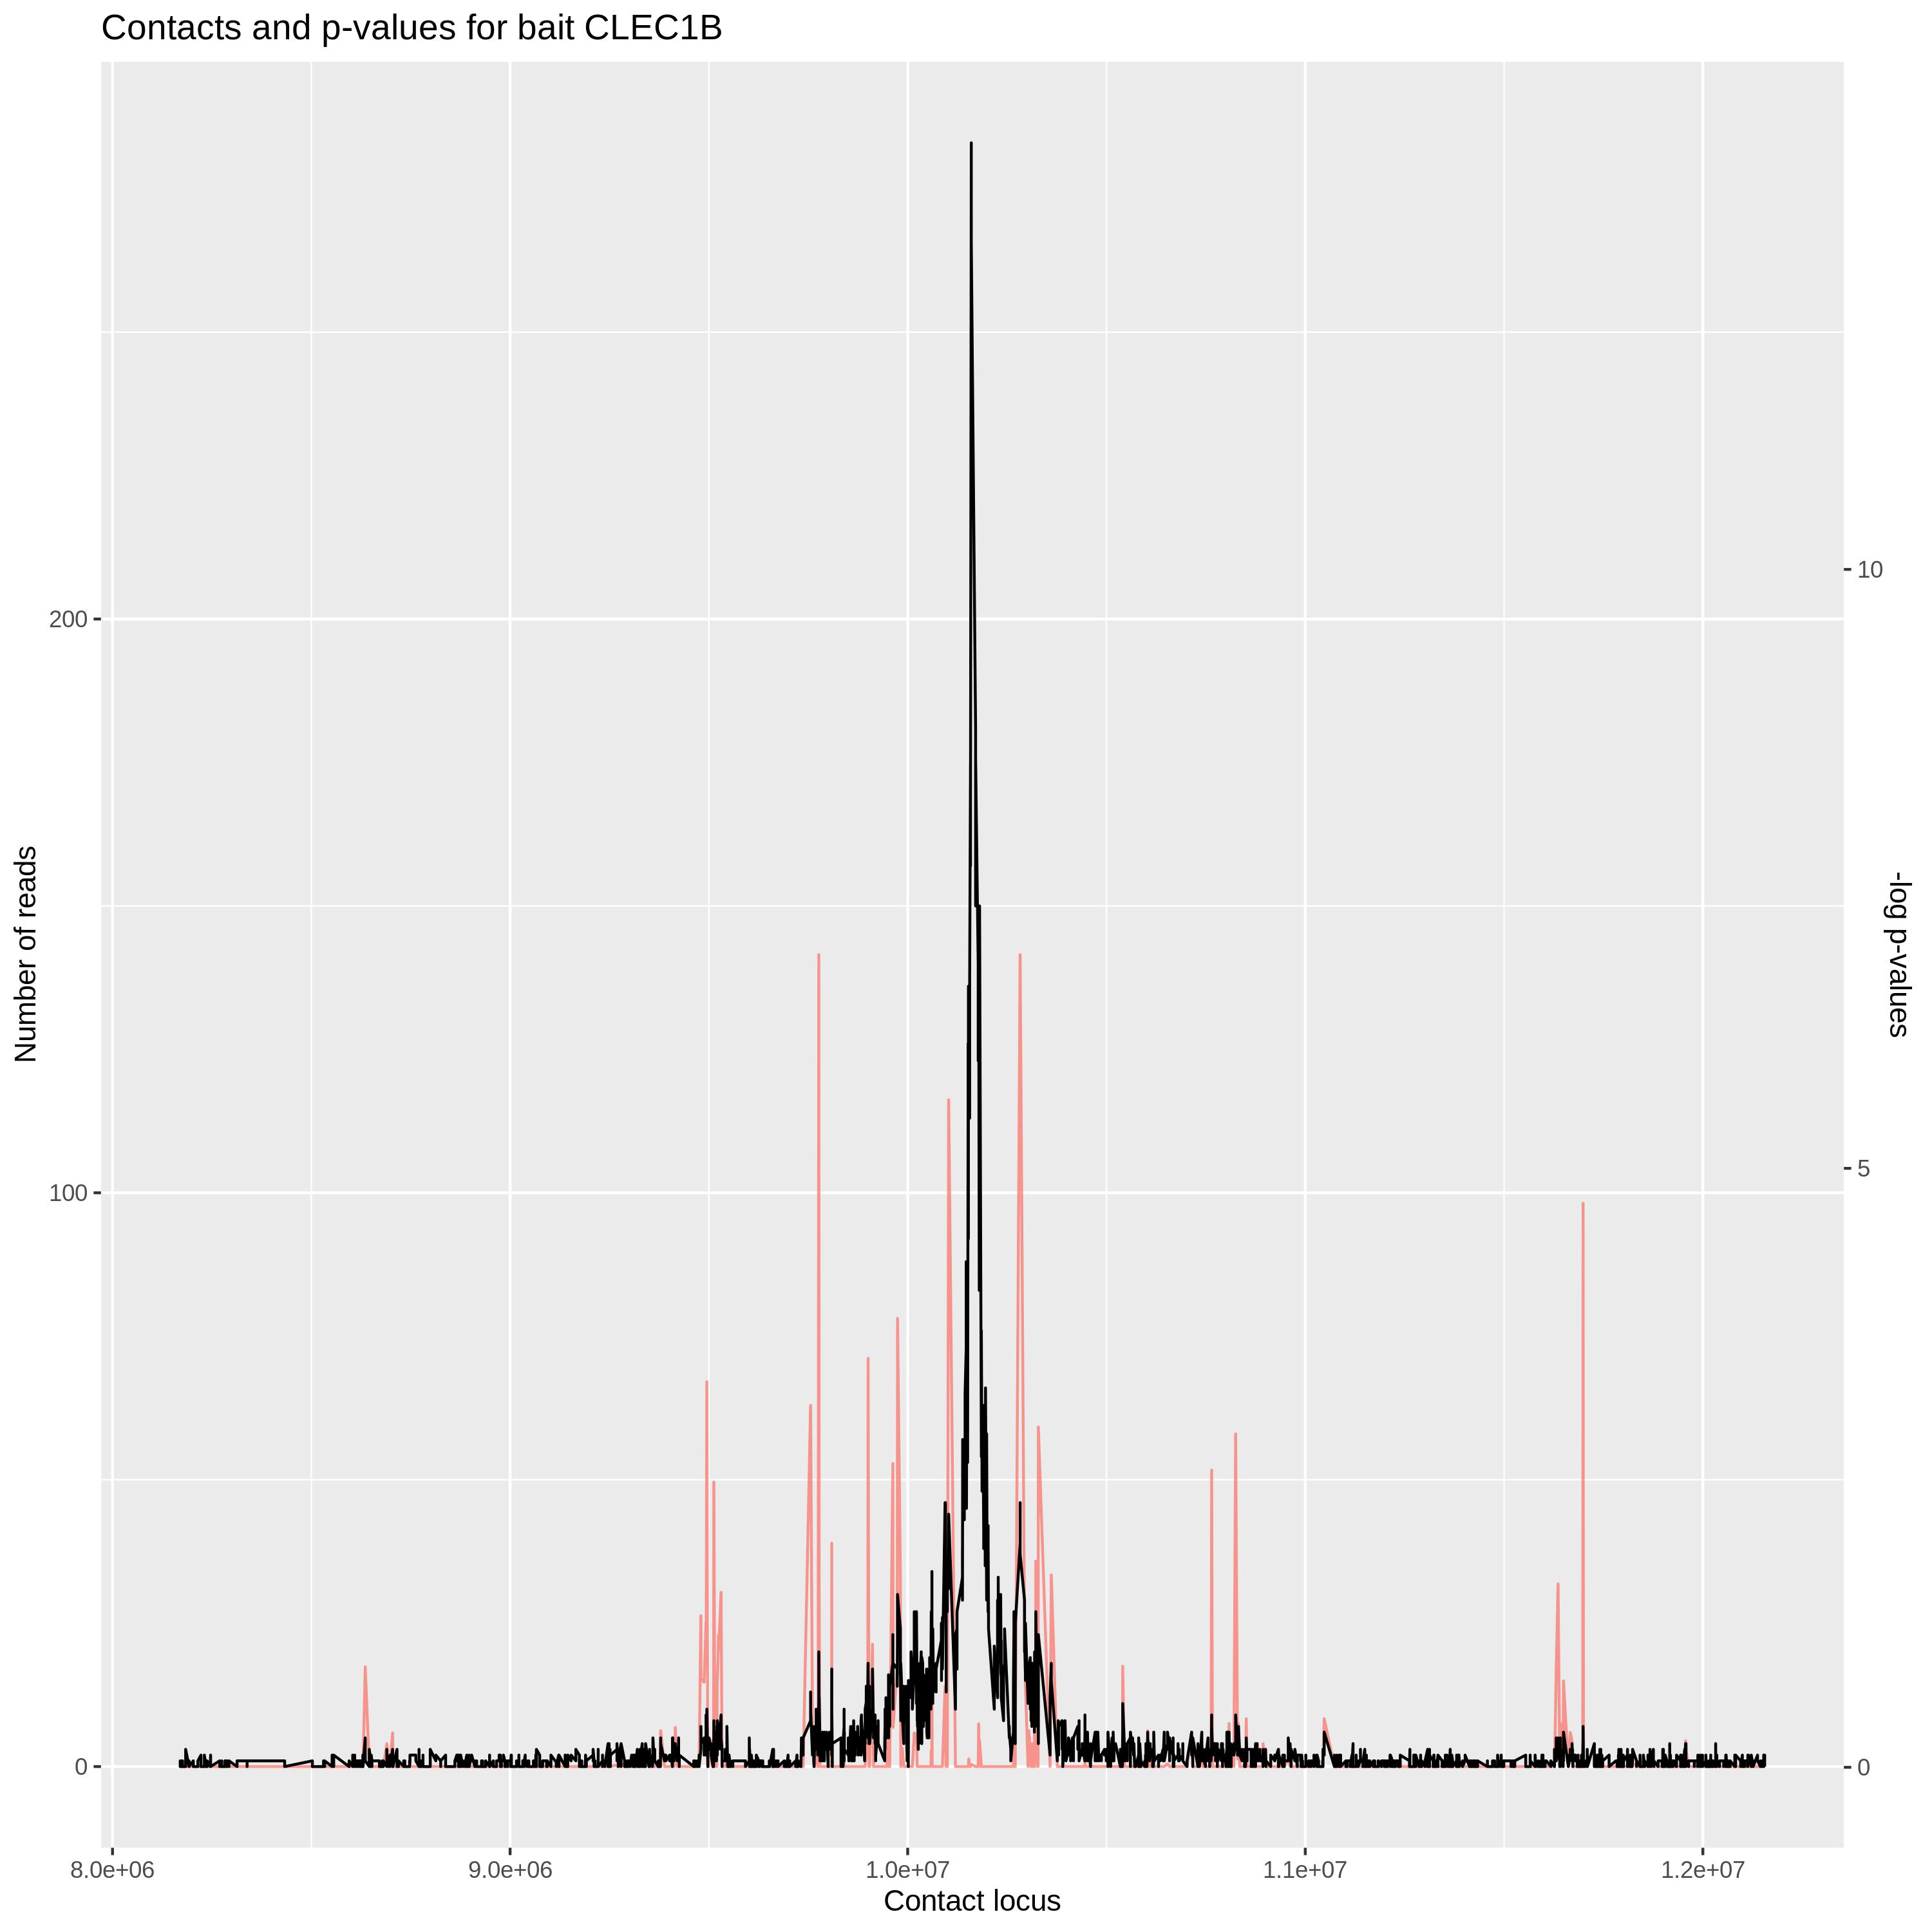 Contacts and p-values for bait CLEC1B
Number of reads
200
100
0
10
5
0
-log p-values
8.0e+06 9.0e+06 1.0e+07 1.1e+07 1.2e+07
Contact locus